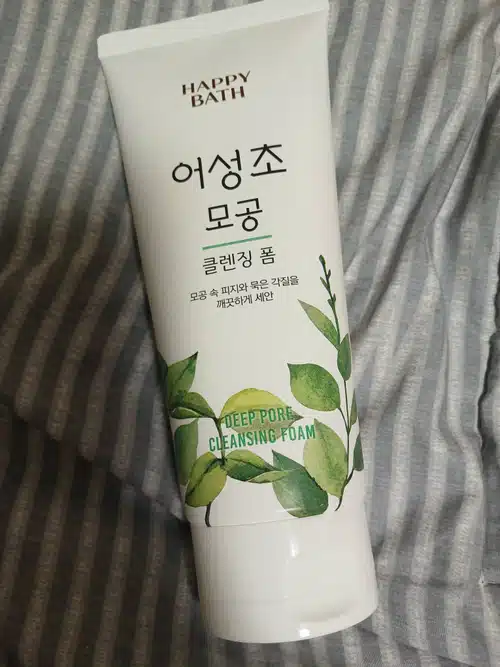 HAPPY
BATH
어성초
모공
클렌징 폼
모공 속 피지와 묵은 각질을
깨끗하게 세안
DEEP PORE
CLEANSING FOAM